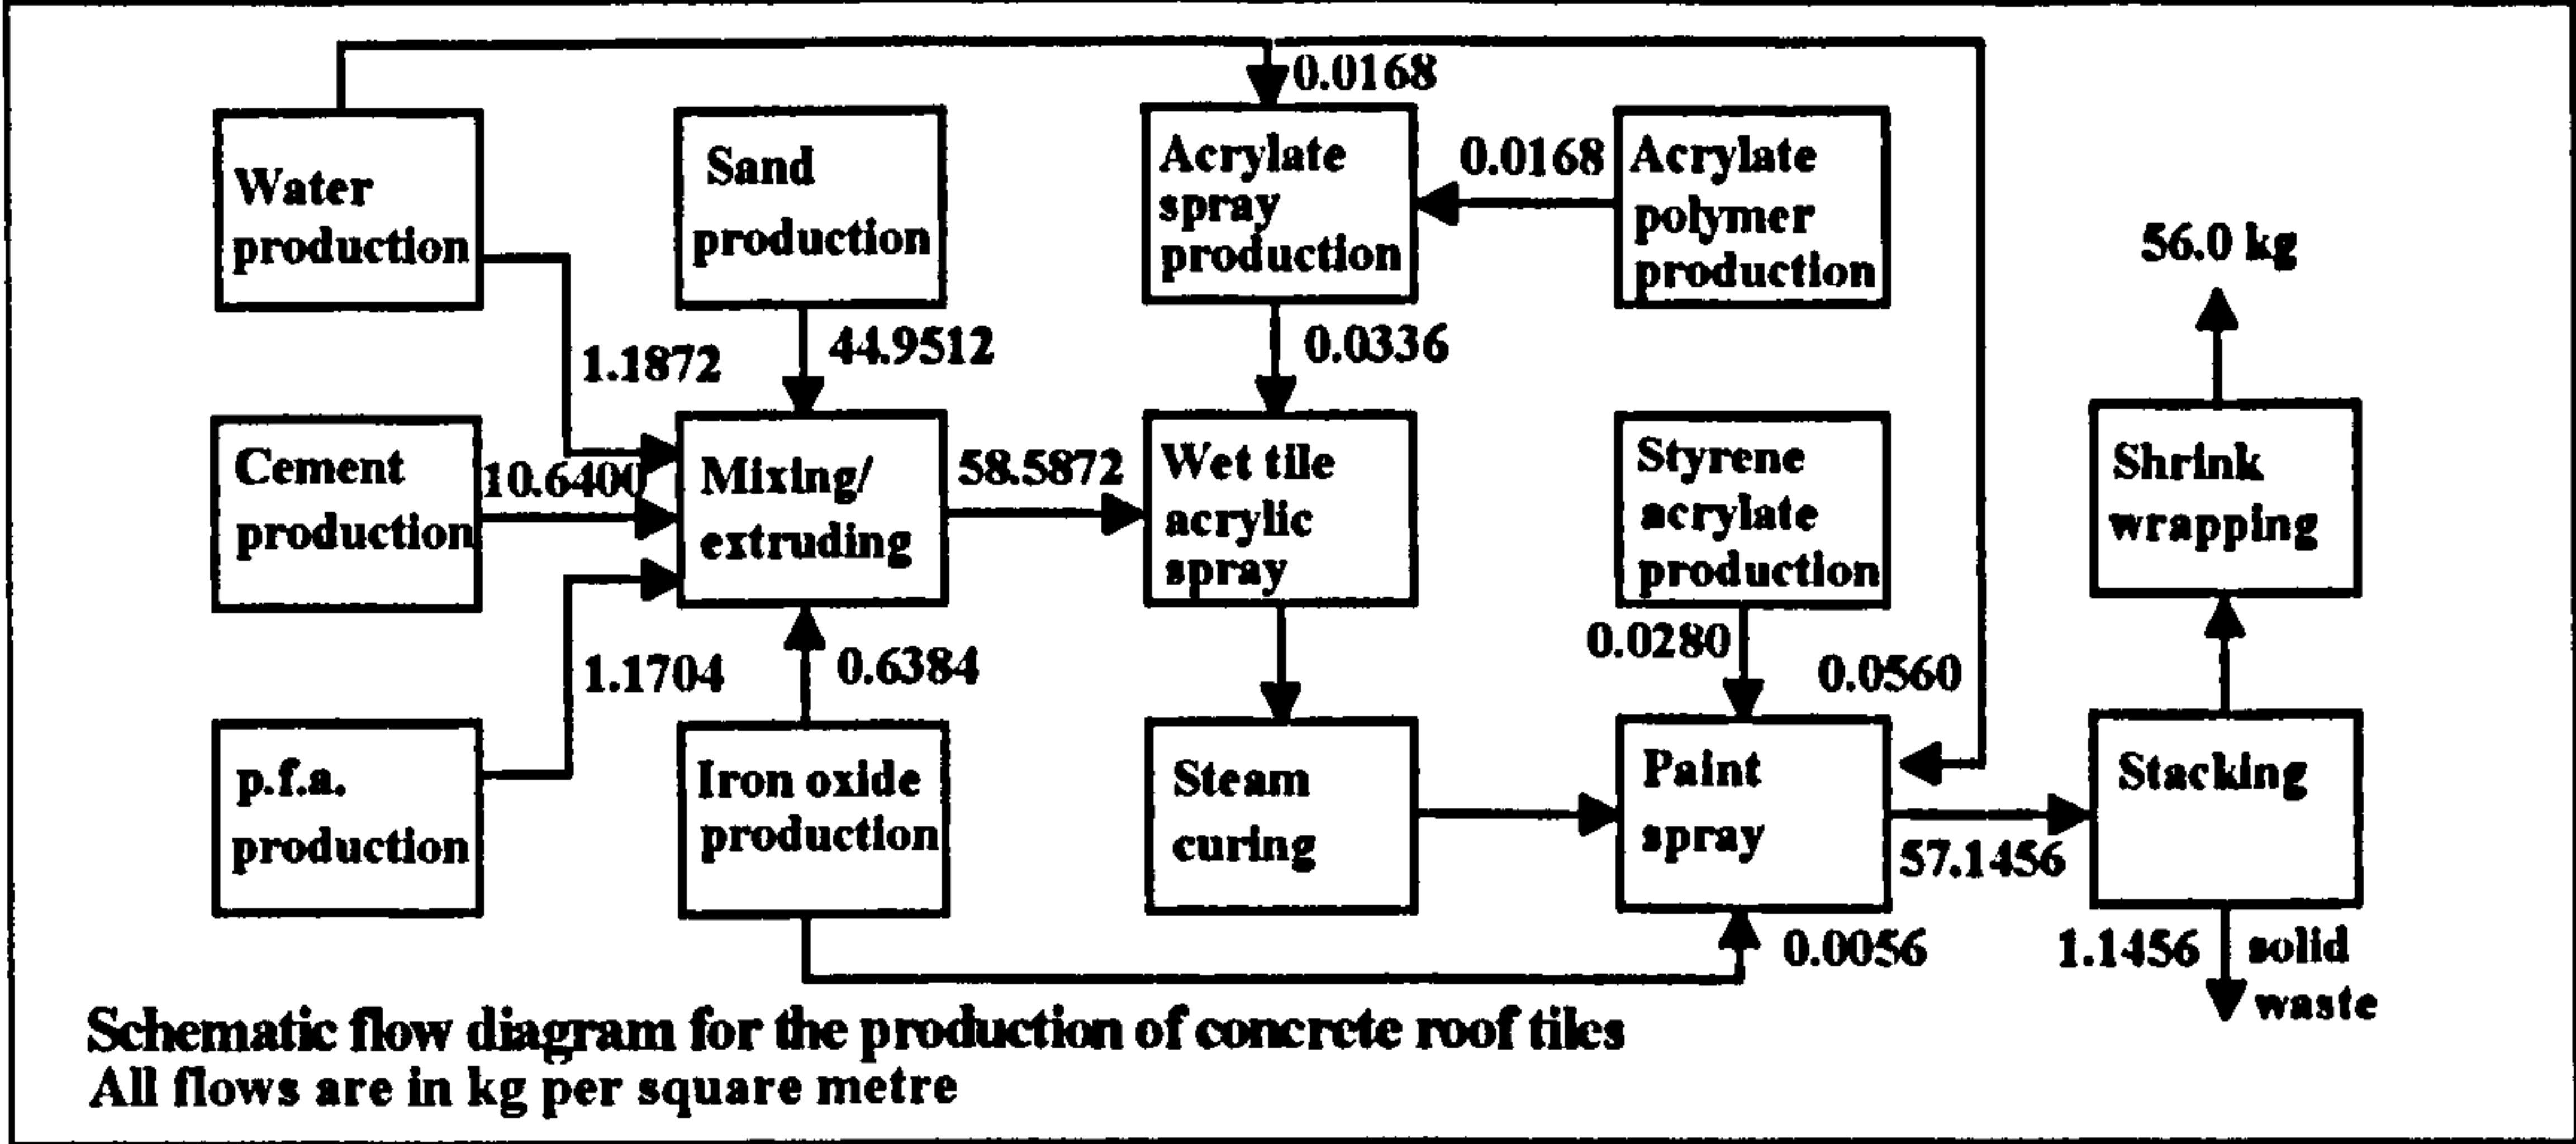 0.0168
Water
production
Sand
production
Acrylate
spray
production
0.0168
Acrylate
polymer
production
56.0 kg
1.1872
44.9512
0.0336
Cement
production
10.6400
Mixing/
extruding
58.5872
Wet tile
acrylic
spray
Styrene
acrylate
production
Shrink
wrapping
1.1704
0.6384
0.0280
0.0560
p.f.a.
production
Iron oxide
production
Steam
curing
Paint
spray
57.1456
Stacking
0.0056
1.1456
solid
waste
Schematic flow diagram for the production of concrete roof tiles
All flows are in kg per square metre